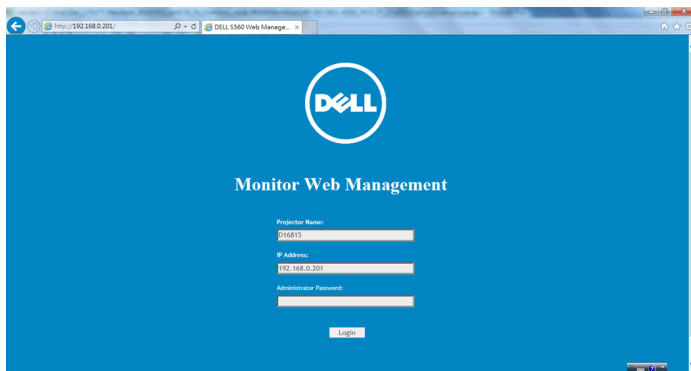 http://192.168.0.201/
DELL S560 Web Manage...
DELL
Monitor Web Management
Projector Name:
D16815
IP Address:
192.168.0.201
Administrator Password:
Login